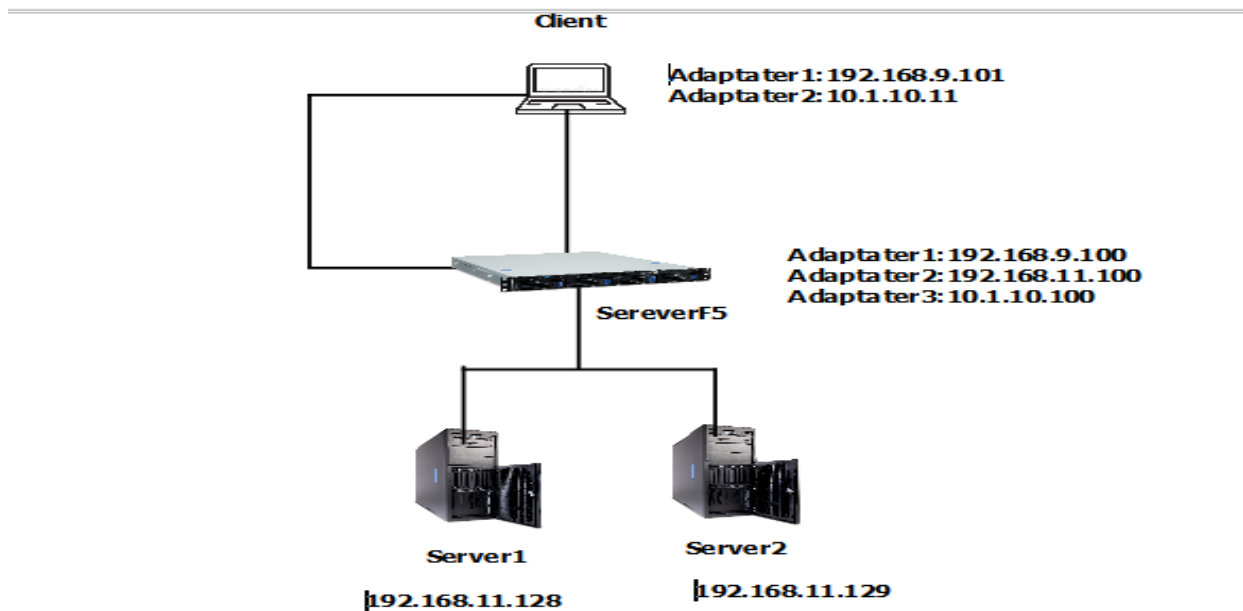 Client
Adaptater1: 192.168.9.101
Adaptater2: 10.1.10.11
Adaptater1: 192.168.9.100
Adaptater2: 192.168.11.100
Adaptater3: 10.1.10.100
SereverF5
Server1
Server2
192.168.11.128
192.168.11.129